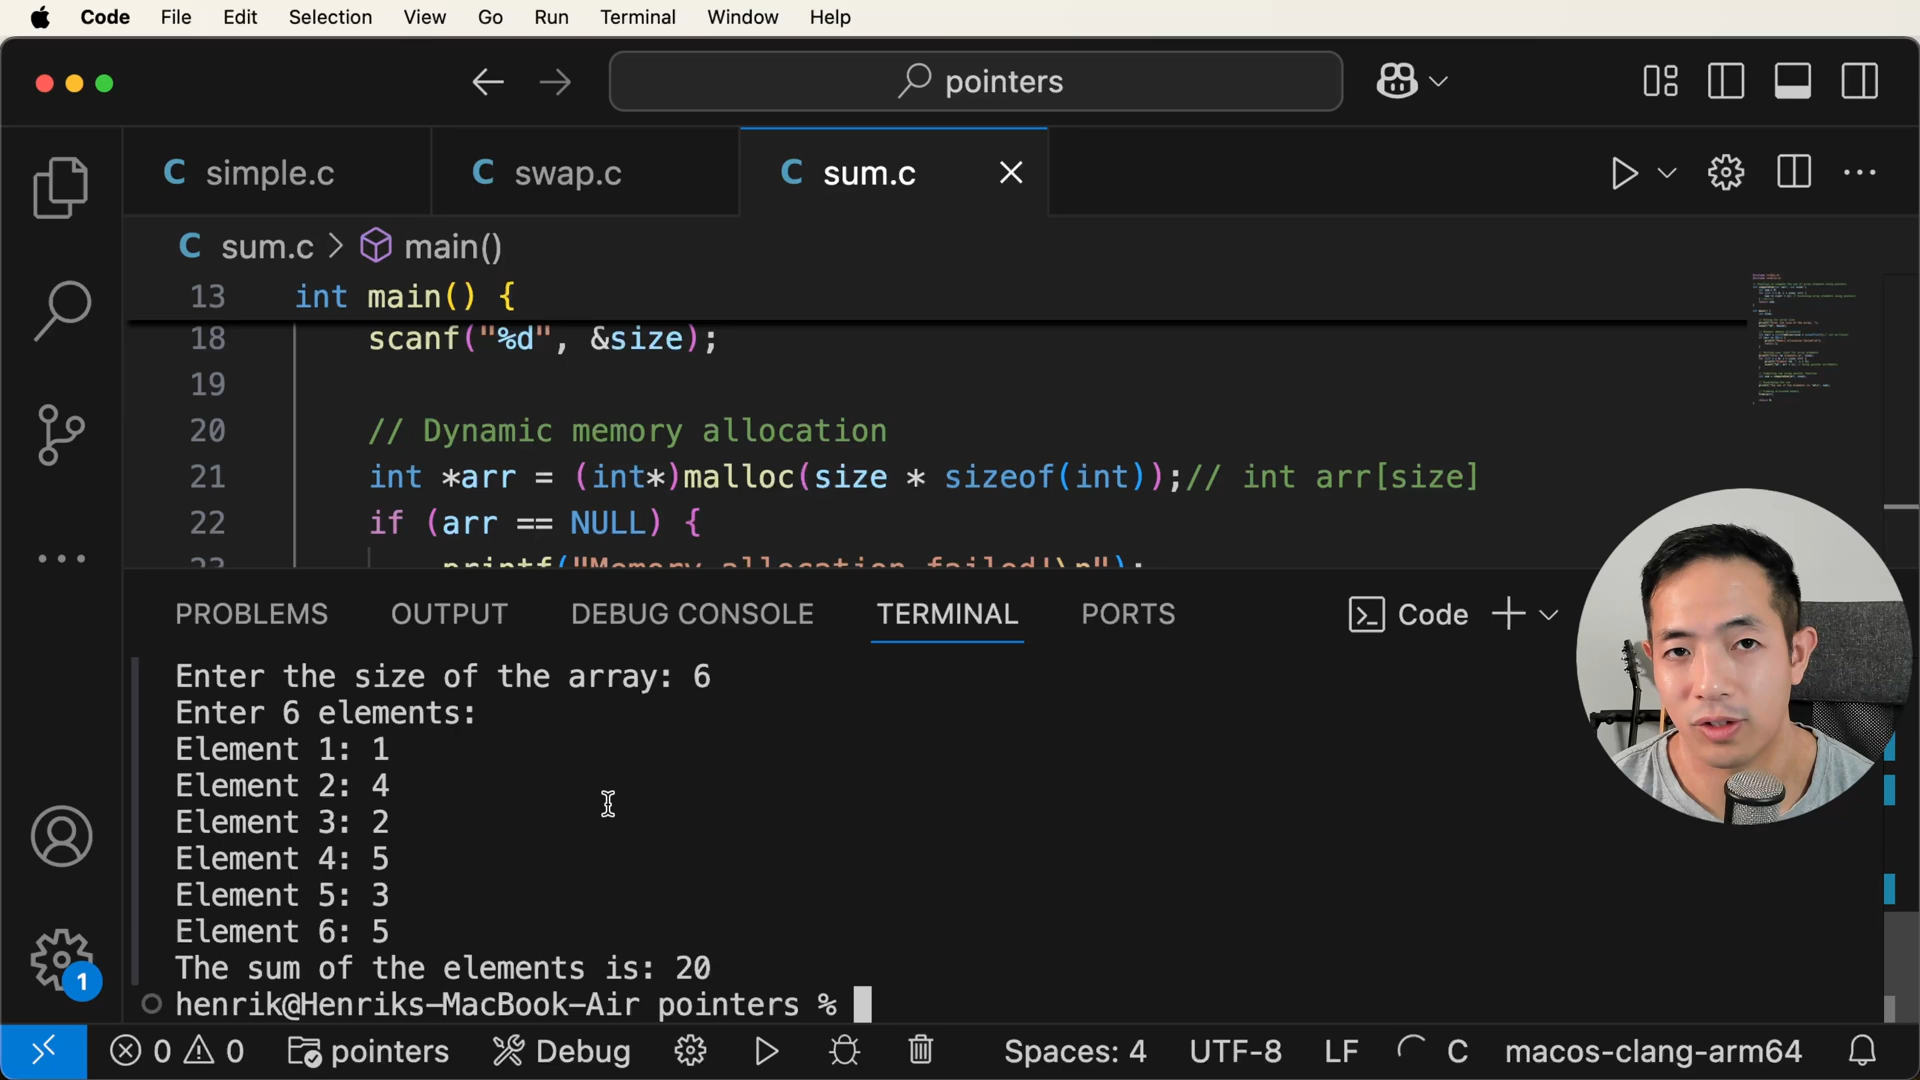 Code File Edit Selection View Go Run Terminal Window Help
pointers
C simple.c C swap.c C sum.c
C sum.c > main()
13 int main() {
18 scanf("%d", &size);
19
20 // Dynamic memory allocation
21 int *arr = (int*)malloc(size * sizeof(int));// int arr[size]
22 if (arr == NULL) {
23 printf("Memory allocation failed!\n");
PROBLEMS OUTPUT DEBUG CONSOLE TERMINAL PORTS Code
Enter the size of the array: 6
Enter 6 elements:
Element 1: 1
Element 2: 4
Element 3: 2
Element 4: 5
Element 5: 3
Element 6: 5
The sum of the elements is: 20
henrik@Henriks-MacBook-Air pointers %
1
0 0 pointers Debug Spaces: 4 UTF-8 LF C macos-clang-arm64